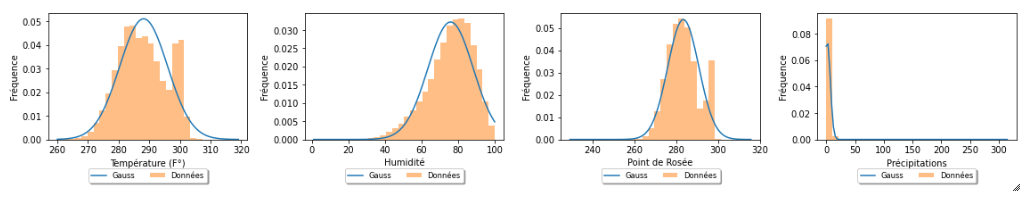 0.05
0.04
0.03
0.02
0.01
0.00
Fréquence
260 270 280 290 300 310 320
Température (F°)
Gauss Données
0.030
0.025
0.020
0.015
0.010
0.005
0.000
Fréquence
0 20 40 60 80 100
Humidité
Gauss Données
0.05
0.04
0.03
0.02
0.01
0.00
Fréquence
240 260 280 300 320
Point de Rosée
Gauss Données
0.08
0.06
0.04
0.02
0.00
Fréquence
0 50 100 150 200 250 300
Précipitations
Gauss Données